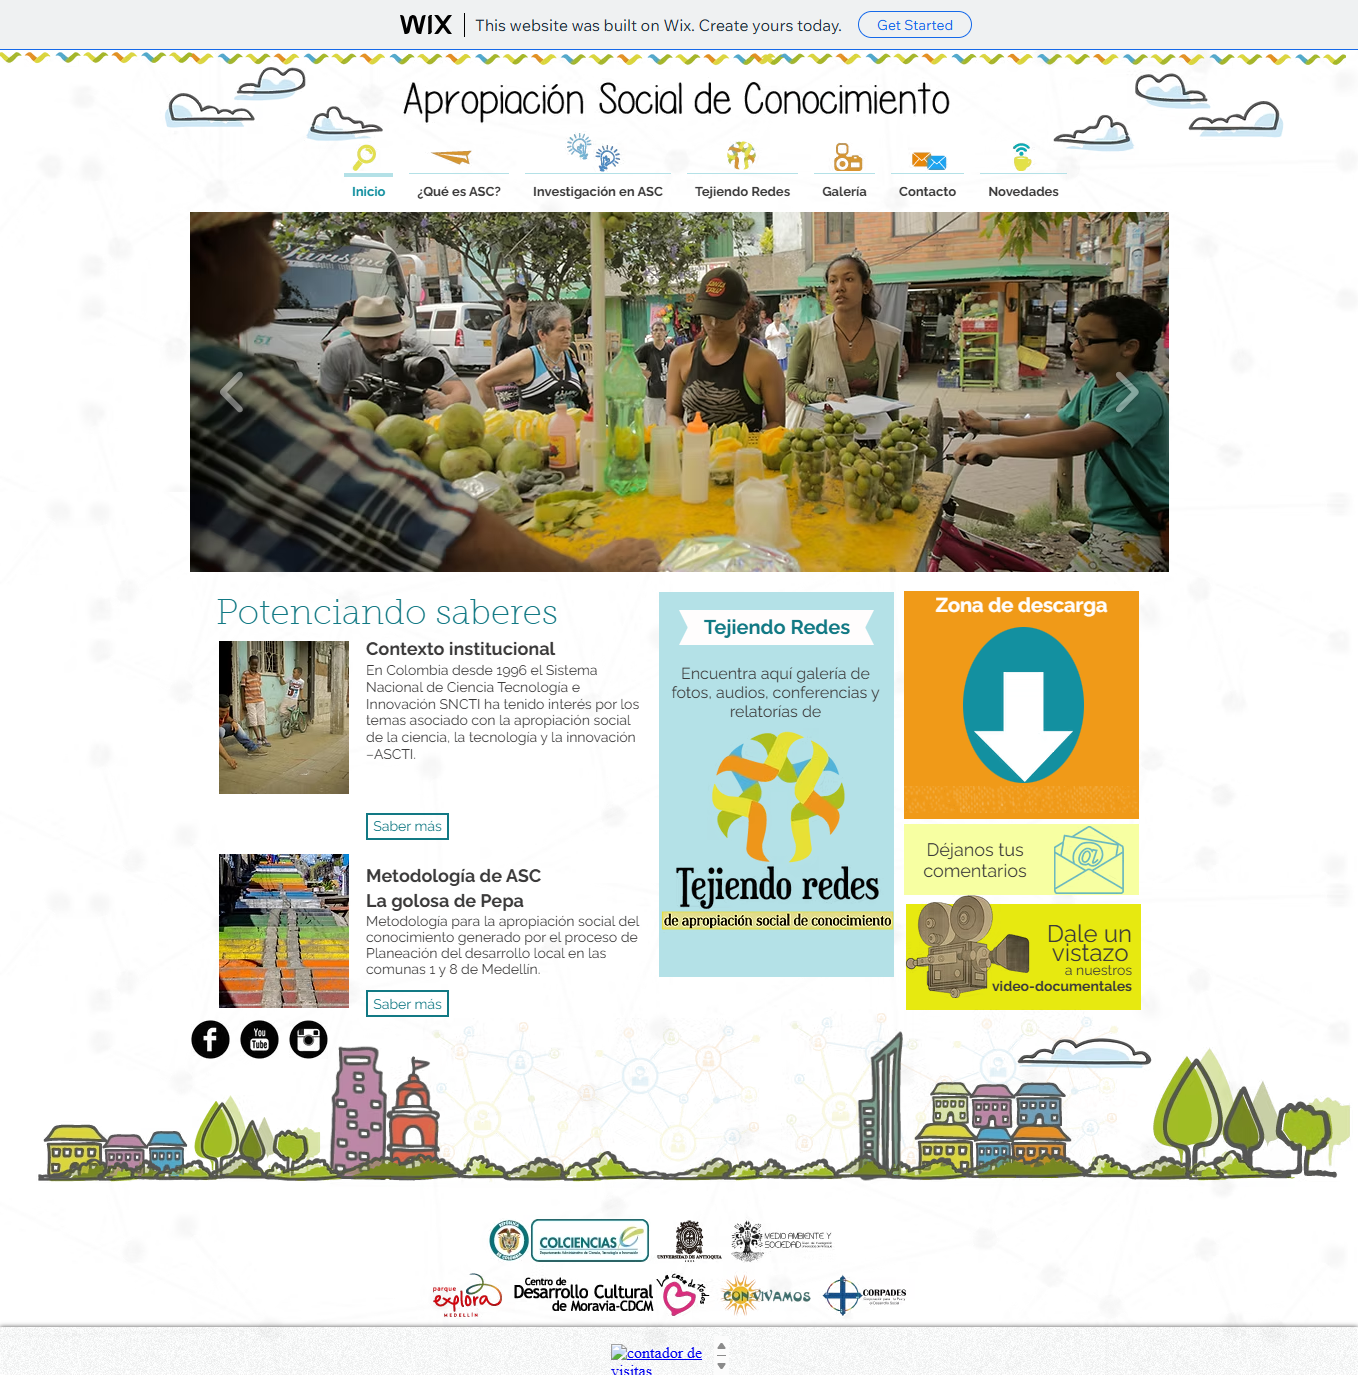 WIX
This website was built on Wix. Create yours today.
Get Started
Apropiación Social de Conocimiento
Inicio
¿Qué es ASC?
Investigación en ASC
Tejiendo Redes
Galería
Contacto
Novedades
Potenciando saberes
Contexto institucional
En Colombia desde 1996 el Sistema
Nacional de Ciencia Tecnología e
Innovación SNCTI ha tenido interés por los
temas asociado con la apropiación social
de la ciencia, la tecnología y la innovación
–ASCTI.
Saber más
Metodología de ASC
La golosa de Pepa
Metodología para la apropiación social del
conocimiento generado por el proceso de
Planeación del desarrollo local en las
comunas 1 y 8 de Medellín.
Saber más
Tejiendo Redes
Encuentra aquí galería de
fotos, audios, conferencias y
relatorías de
Tejiendo redes
de apropiación social de conocimiento
Zona de descarga
Déjanos tus
comentarios
Dale un
vistazo
a nuestros
video-documentales
You
Tube
COLCIENCIAS
Departamento Administrativo de Ciencia, Tecnología e Innovación
UNIVERSIDAD DE ANTIOQUIA
MEDIO AMBIENTE Y
SOCIEDAD
parque
explora
MEDELLÍN
Centro de
Desarrollo Cultural
de Moravia-CDCM
La casa de todos
CONVIVAMOS
CORPADES
contador de
visitas